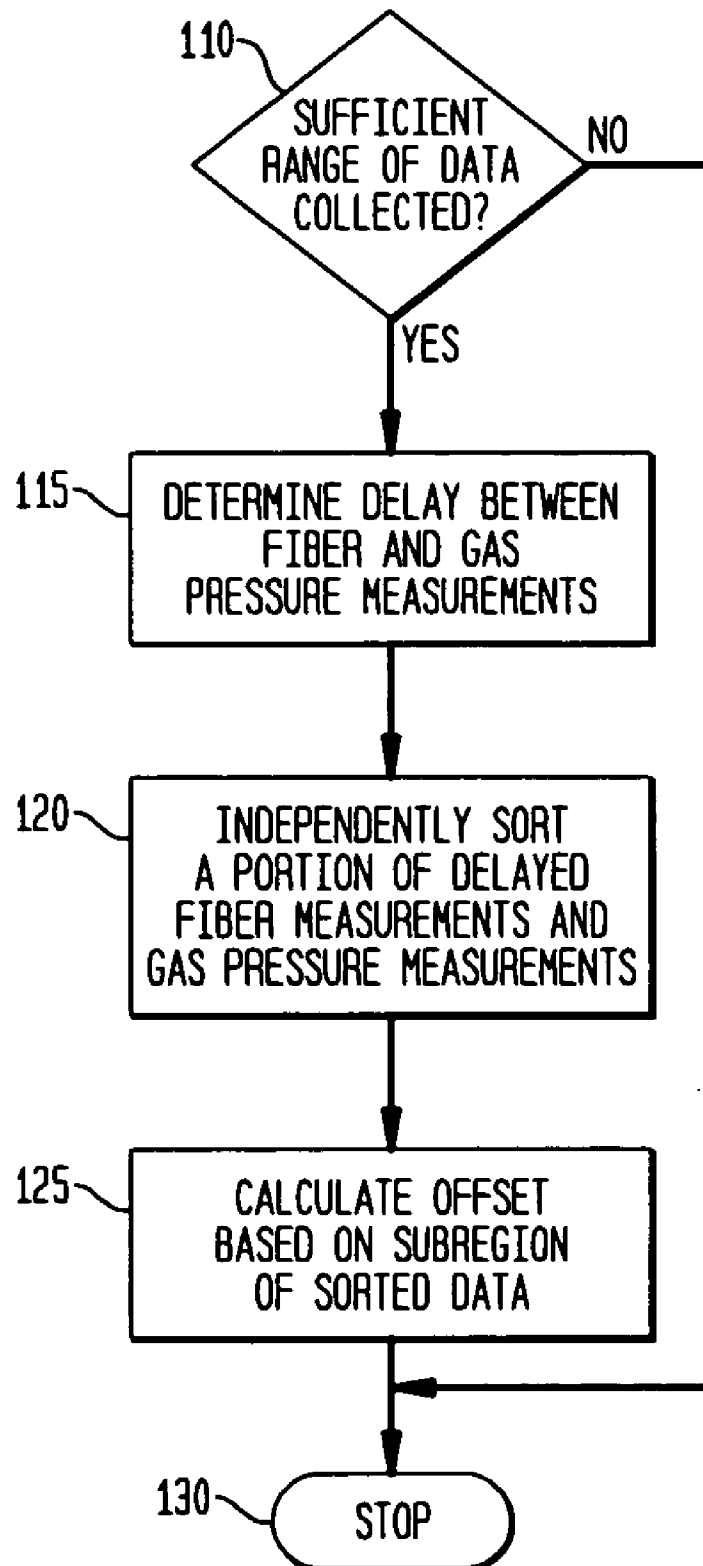 110
SUFFICIENT
RANGE OF DATA
COLLECTED?
NO
YES
115
DETERMINE DELAY BETWEEN
FIBER AND GAS
PRESSURE MEASUREMENTS
120
INDEPENDENTLY SORT
A PORTION OF DELAYED
FIBER MEASUREMENTS AND
GAS PRESSURE MEASUREMENTS
125
CALCULATE OFFSET
BASED ON SUBREGION
OF SORTED DATA
130
STOP